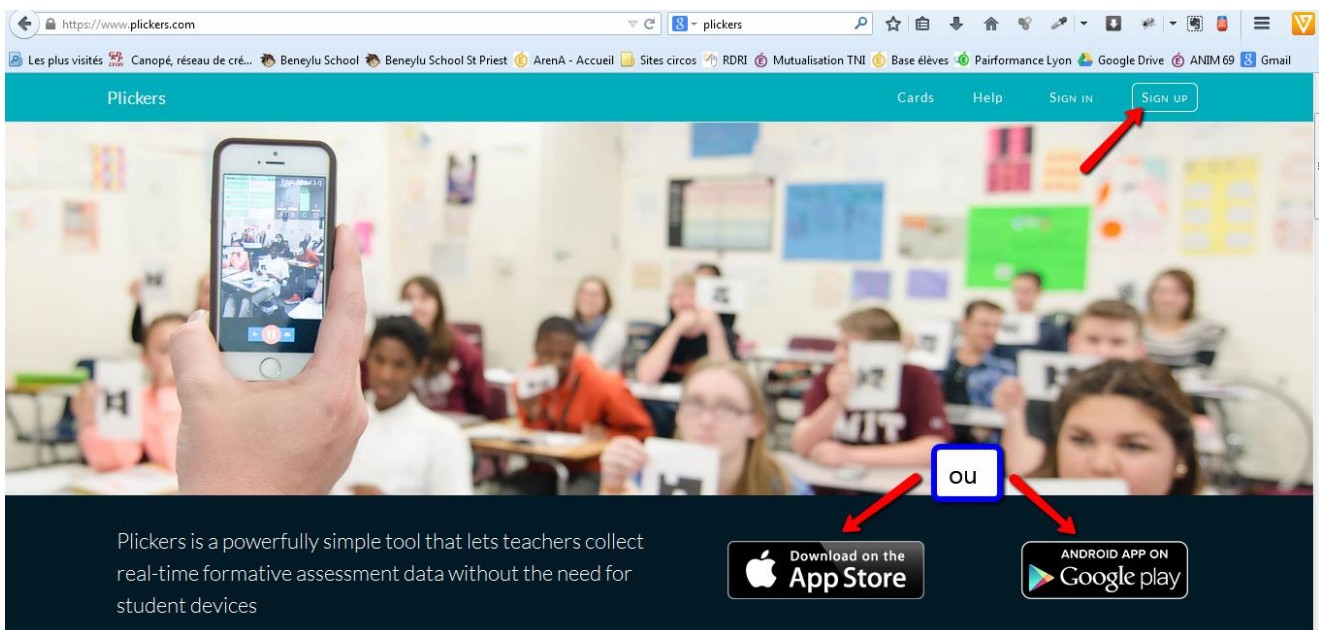 https://www.plickers.com
plickers
Les plus visités Canopé, réseau de cré... Beneylu School Beneylu School St Priest ArenA - Accueil Sites circos RDRI Mutualisation TNI Base élèves Pairformance Lyon Google Drive ANIM 69 Gmail
Plickers Cards Help SIGN IN SIGN UP
MIT
ou
Plickers is a powerfully simple tool that lets teachers collect
real-time formative assessment data without the need for
student devices
Download on the
App Store
ANDROID APP ON
Google play